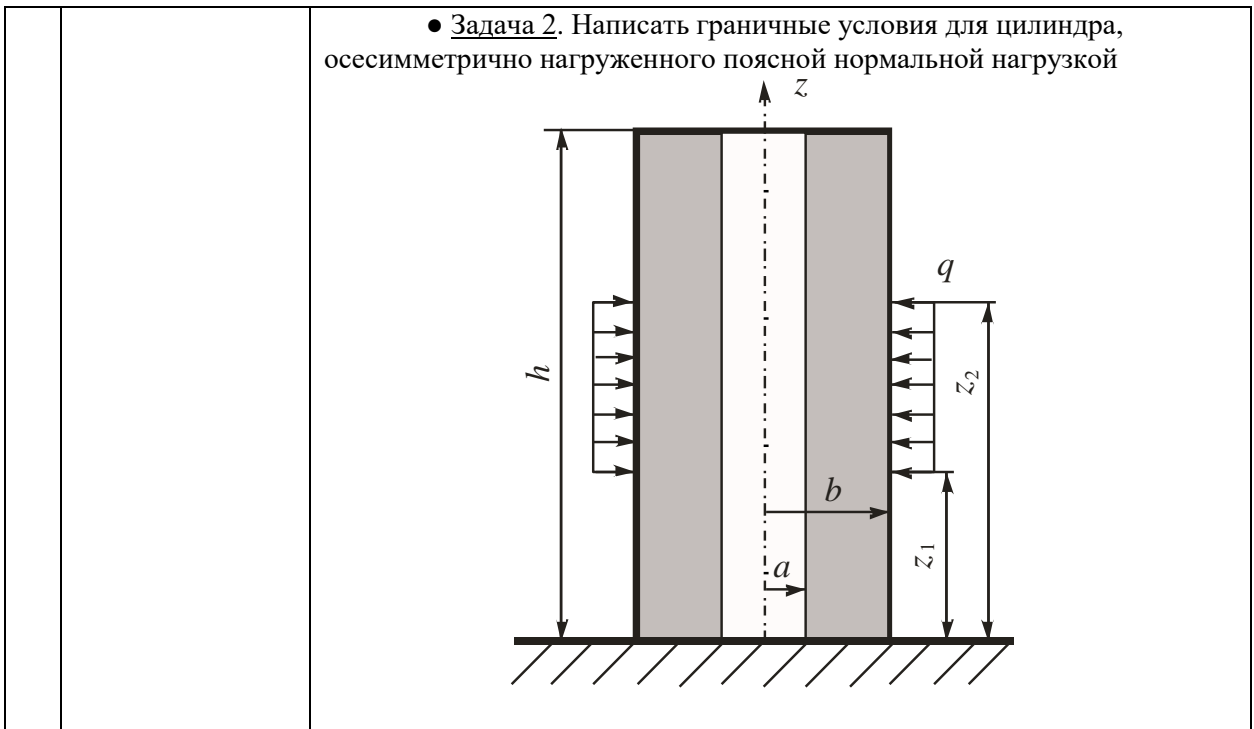 ● Задача 2. Написать граничные условия для цилиндра,
осесимметрично нагруженного поясной нормальной нагрузкой
z
q
h
z2
b
z1
a